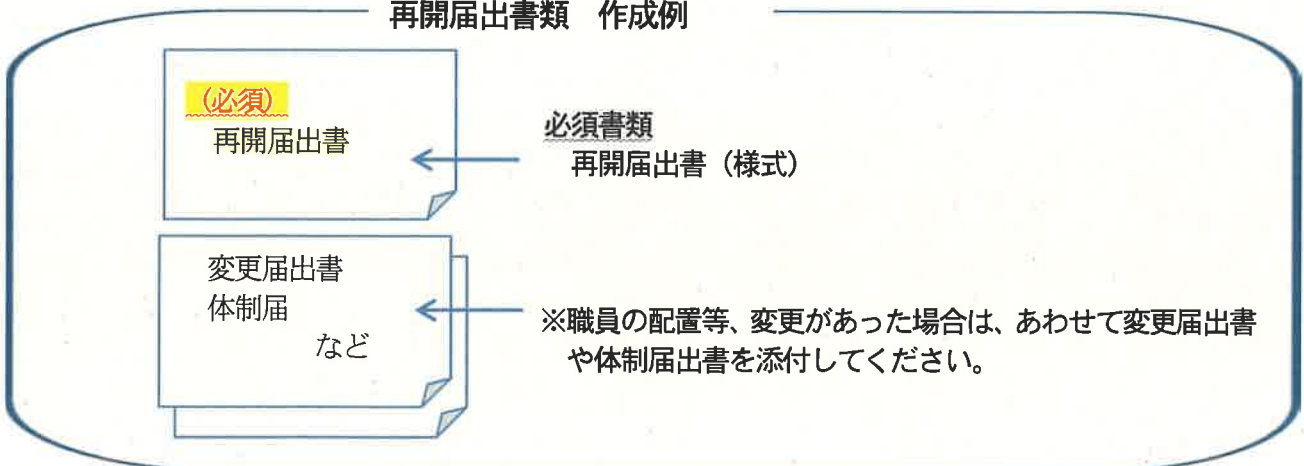 再開届出書類 作成例
(必須)
再開届出書
必須書類
再開届出書(様式)
変更届出書
体制届
など
※職員の配置等、変更があった場合は、あわせて変更届出書
や体制届出書を添付してください。